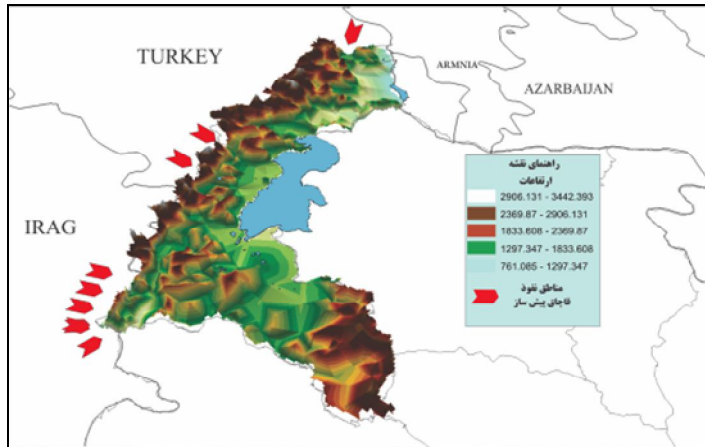 TURKEY
ARMNIA
AZARBAIJAN
IRAG
راهنمای نقشه
ارتفاعات
2906.131 - 3442.393
2369.87 - 2906.131
1833.608 - 2369.87
1297.347 - 1833.608
761.085 - 1297.347
مناطق نفوذ
قاچای پیش ساز